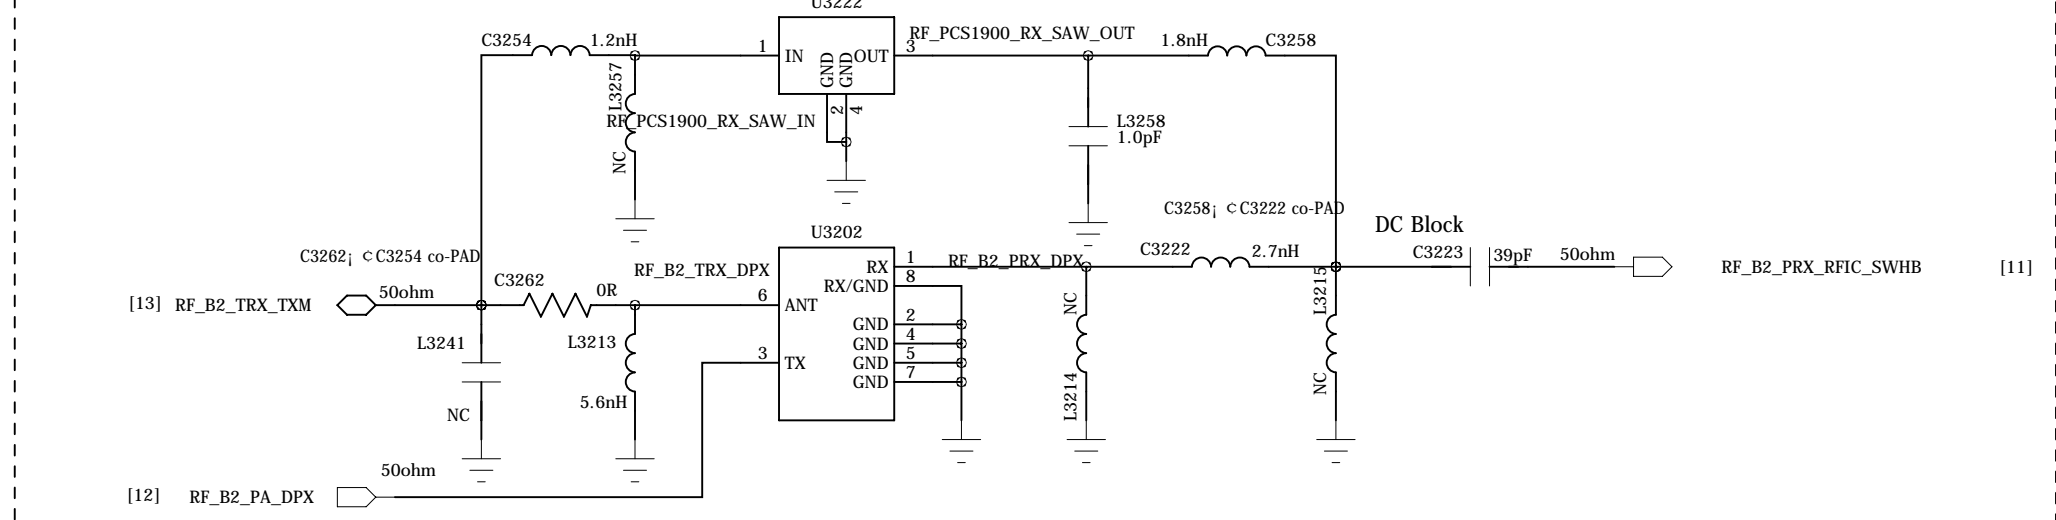 U3222
C3254
1.2nH
1
IN
GND
GND
OUT
3
RF_PCS1900_RX_SAW_OUT
1.8nH
C3258
L3257
NC
RF_PCS1900_RX_SAW_IN
2
4
L3258
1.0pF
C3258¡ ¢C3222 co-PAD
DC Block
U3202
C3262¡ ¢C3254 co-PAD
C3262
0R
RF_B2_TRX_DPX
6
ANT
3
TX
RX
1
RX/GND
8
GND
2
GND
4
GND
5
GND
7
RF_B2_PRX_DPX
C3222
2.7nH
C3223
39pF
50ohm
RF_B2_PRX_RFIC_SWHB
[11]
[13]
RF_B2_TRX_TXM
50ohm
L3241
NC
L3213
5.6nH
NC
L3214
L3215
NC
50ohm
[12]
RF_B2_PA_DPX